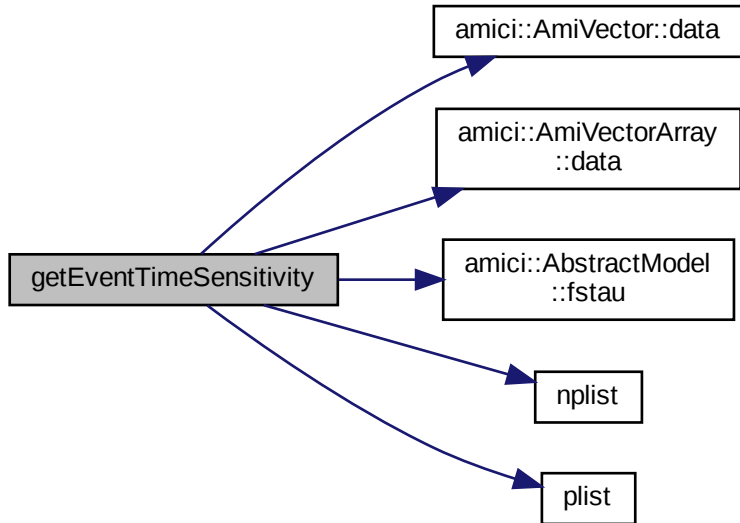 amici::AmiVector::data
amici::AmiVectorArray
::data
getEventTimeSensitivity
amici::AbstractModel
::fstau
nplist
plist